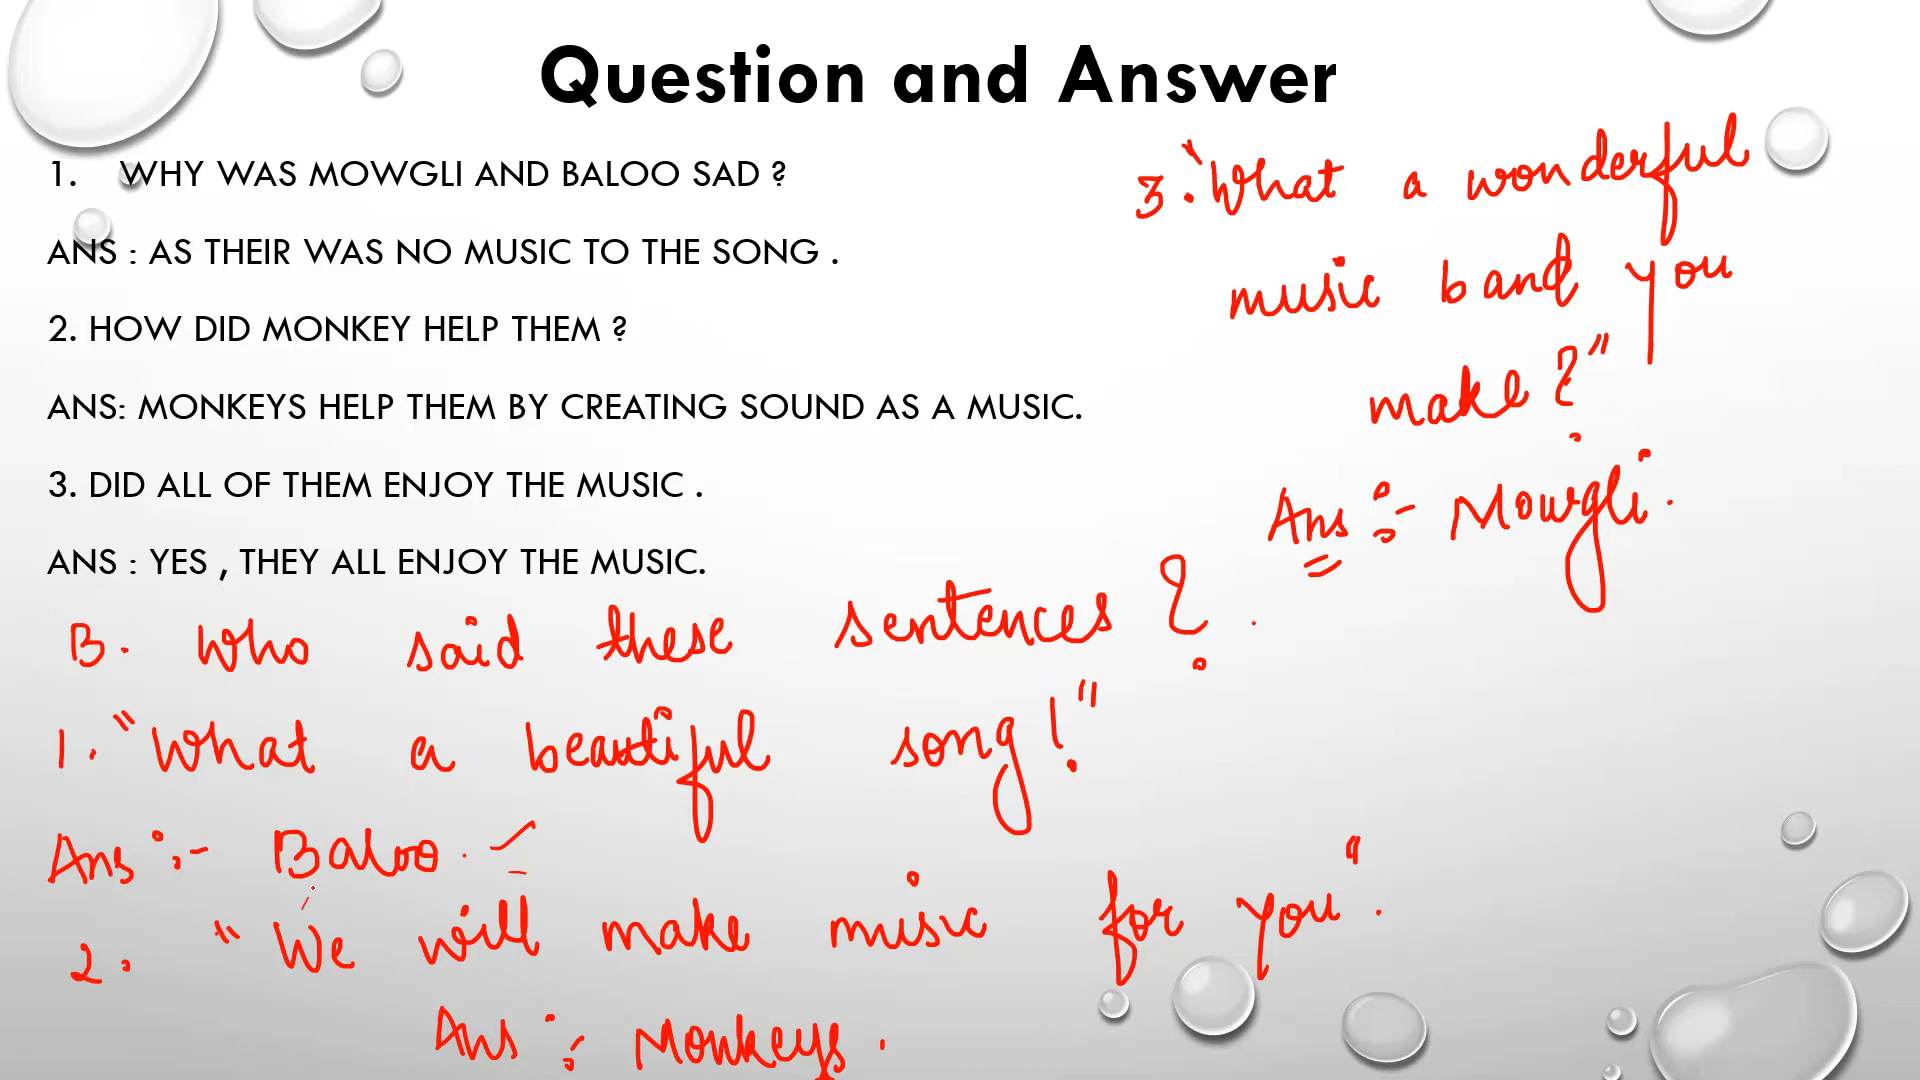 Question and Answer
1. WHY WAS MOWGLI AND BALOO SAD ?
ANS : AS THEIR WAS NO MUSIC TO THE SONG .
2. HOW DID MONKEY HELP THEM ?
ANS: MONKEYS HELP THEM BY CREATING SOUND AS A MUSIC.
3. DID ALL OF THEM ENJOY THE MUSIC .
ANS : YES , THEY ALL ENJOY THE MUSIC.
B. Who said these sentences ?
1. "What a beautiful song!"
Ans :- Baloo.
2. "We will make music for you".
Ans :- Monkeys.
3. "What a wonderful
music band you
make ?"
Ans :- Mowgli.